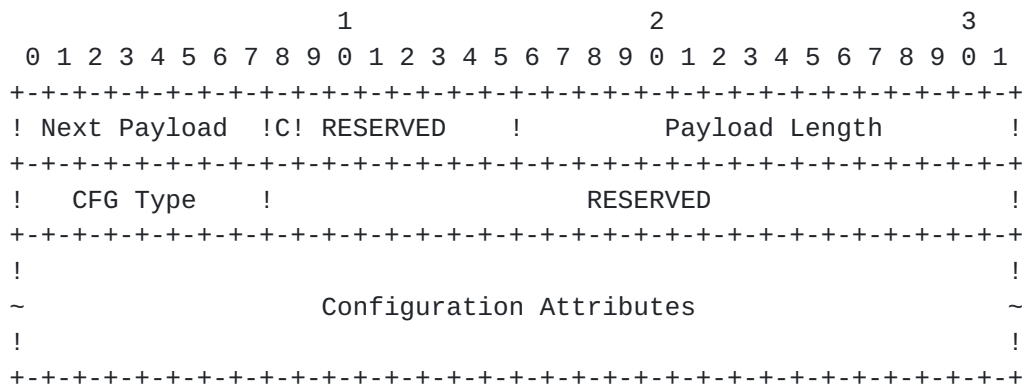 1                   2                   3
 0 1 2 3 4 5 6 7 8 9 0 1 2 3 4 5 6 7 8 9 0 1 2 3 4 5 6 7 8 9 0 1
+-+-+-+-+-+-+-+-+-+-+-+-+-+-+-+-+-+-+-+-+-+-+-+-+-+-+-+-+-+-+-+-+
! Next Payload  !C! RESERVED    !         Payload Length        !
+-+-+-+-+-+-+-+-+-+-+-+-+-+-+-+-+-+-+-+-+-+-+-+-+-+-+-+-+-+-+-+-+
!   CFG Type    !                    RESERVED                   !
+-+-+-+-+-+-+-+-+-+-+-+-+-+-+-+-+-+-+-+-+-+-+-+-+-+-+-+-+-+-+-+-+
!                                                               !
~                   Configuration Attributes                    ~
!                                                               !
+-+-+-+-+-+-+-+-+-+-+-+-+-+-+-+-+-+-+-+-+-+-+-+-+-+-+-+-+-+-+-+-+